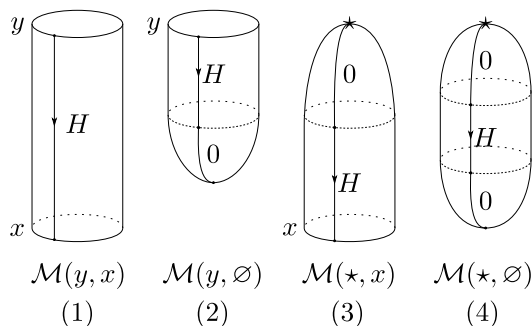 y y ★ ★
0 0
H
H
H
0 H 0
x x
ℳ(y, x) ℳ(y, ∅) ℳ(⋆, x) ℳ(⋆, ∅)
(1) (2) (3) (4)